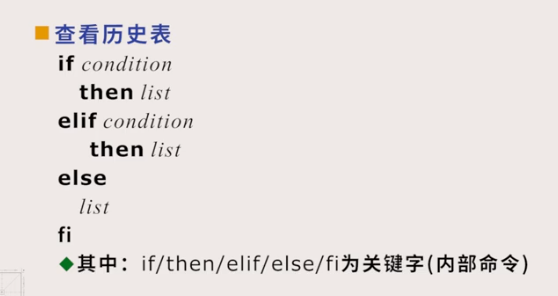 查看历史表
if condition
then list
elif condition
then list
else
list
fi
其中：if/then/elif/else/fi为关键字(内部命令)